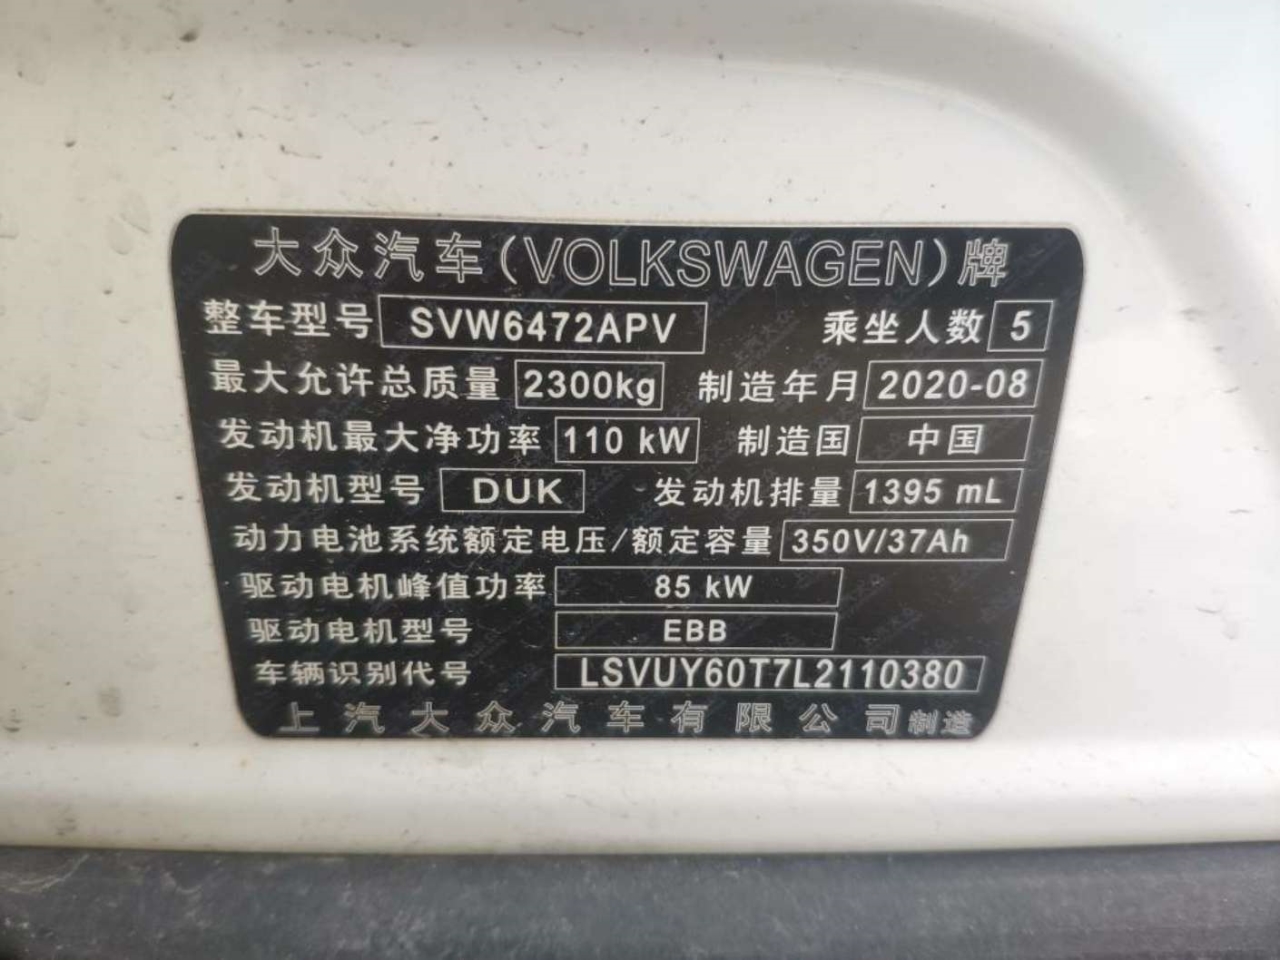 大众汽车(VOLKSWAGEN)牌
整车型号 SVW6472APV 乘坐人数 5
最大允许总质量 2300kg 制造年月 2020-08
发动机最大净功率 110 kW 制造国 中国
发动机型号 DUK 发动机排量 1395 mL
动力电池系统额定电压/额定容量 350V/37Ah
驱动电机峰值功率 85 kW
驱动电机型号 EBB
车辆识别代号 LSVUY60T7L2110380
上汽大众汽车有限公司制造